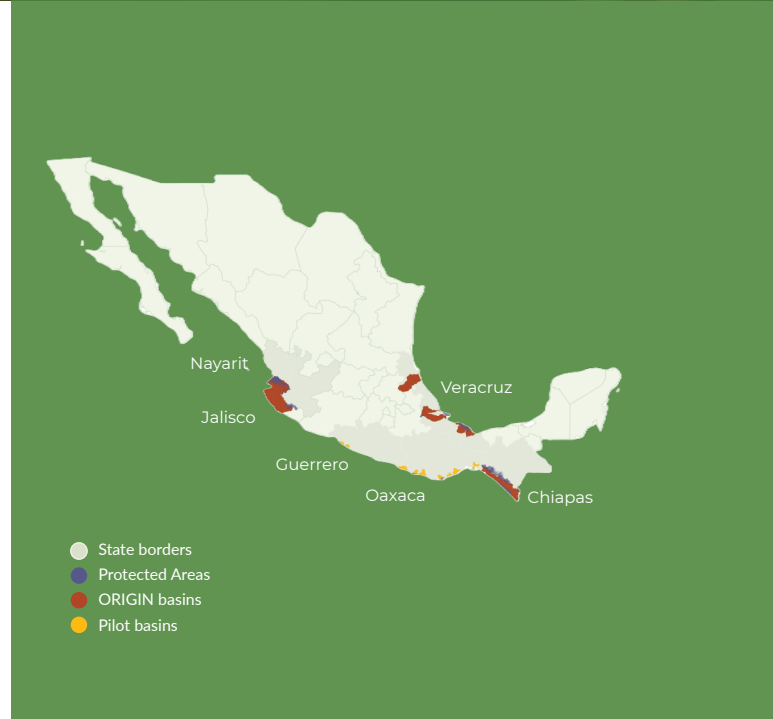 Nayarit
Veracruz
Jalisco
Guerrero
Oaxaca
Chiapas
State borders
Protected Areas
ORIGIN basins
Pilot basins